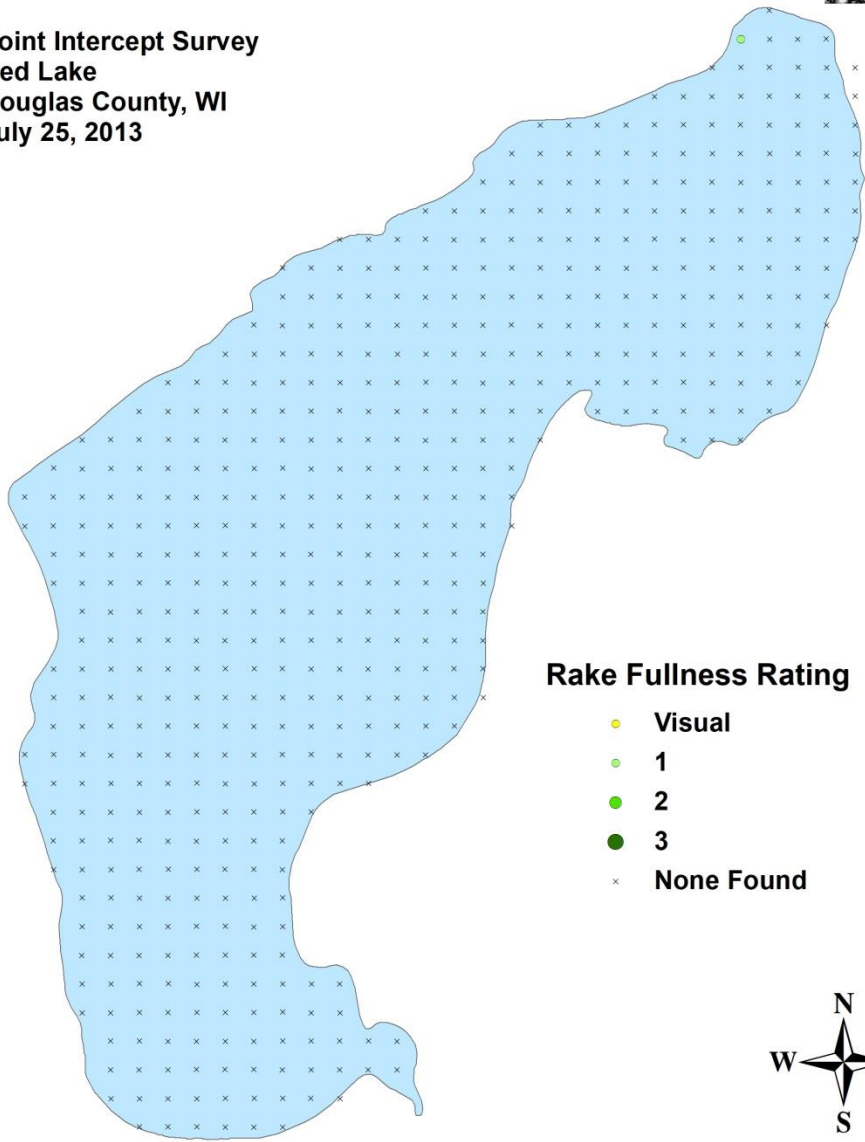 oint Intercept Survey
ed Lake
ouglas County, WI
uly 25, 2013
Rake Fullness Rating
Visual
1
2
3
None Found
N
W
S